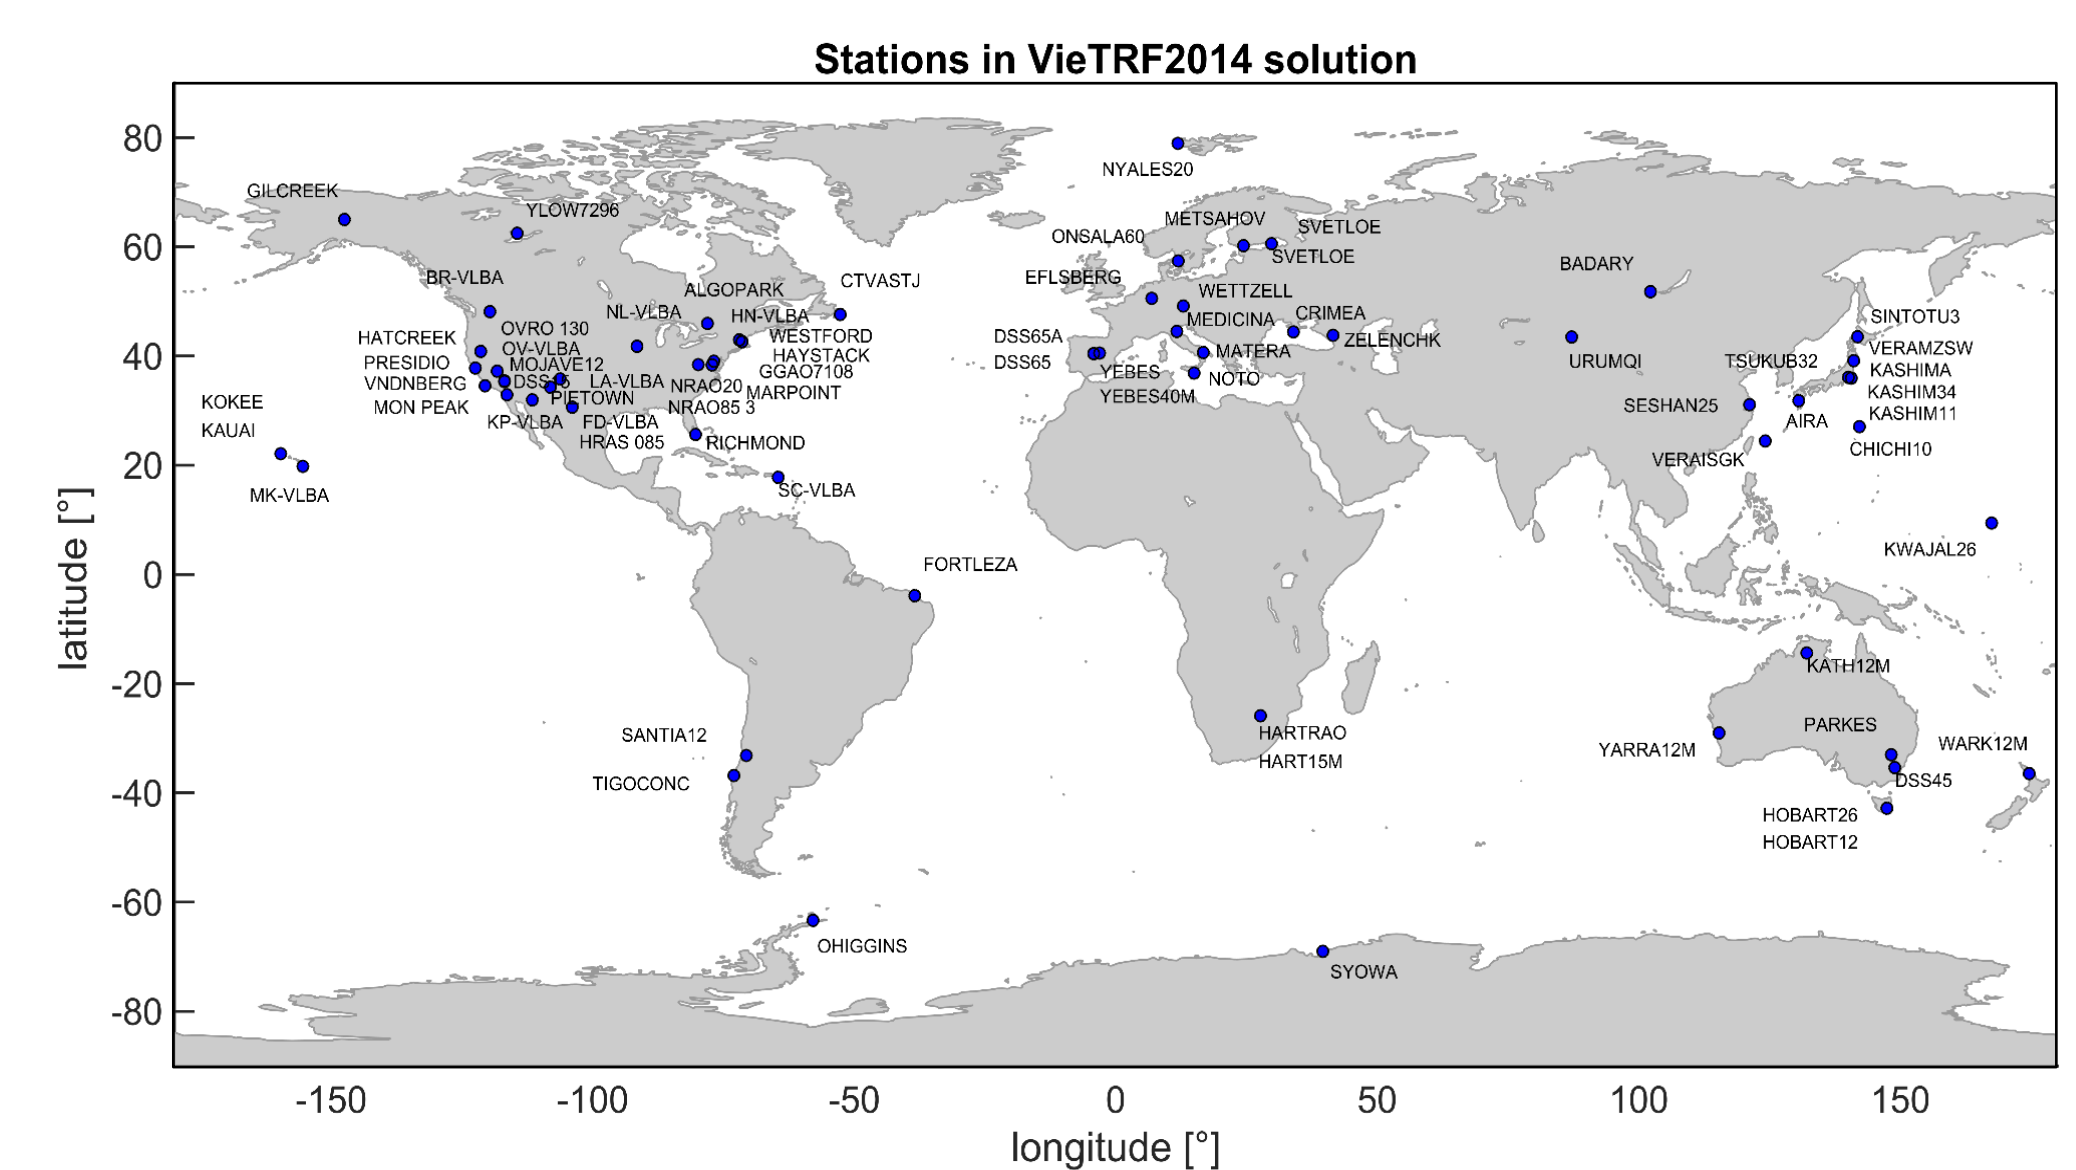 Stations in VieTRF2014 solution
80
NYALES20
GILCREEK
YLOW7296
METSAHOV
SVETLOE
60
ONSALA60
SVETLOE
BADARY
BR-VLBA
CTVASTJ
EFLSBERG
ALGOPARK
WETTZELL
NL-VLBA
HN-VLBA
MEDICINA
CRIMEA
SINTOTU3
OVRO 130
HATCREEK
WESTFORD
DSS65A
ZELENCHK
OV-VLBA
VERAMZSW
40
HAYSTACK
MATERA
PRESIDIO
MOJAVE12
DSS65
URUMQI
TSUKUB32
GGAO7108
YEBES
KASHIMA
VNDNBERG
DSS15
LA-VLBA
NRAO20
NOTO
MARPOINT
KASHIM34
PIETOWN
YEBES40M
KOKEE
MON PEAK
NRAO85 3
SESHAN25
KASHIM11
KP-VLBA
FD-VLBA
AIRA
KAUAI
HRAS 085
RICHMOND
CHICHI10
VERAISGK
20
MK-VLBA
SC-VLBA
KWAJAL26
FORTLEZA
0
KATH12M
-20
PARKES
SANTIA12
HARTRAO
YARRA12M
WARK12M
HART15M
TIGOCONC
DSS45
-40
HOBART26
HOBART12
-60
OHIGGINS
SYOWA
-80
latitude [°]
-150
-100
-50
0
50
100
150
longitude [°]